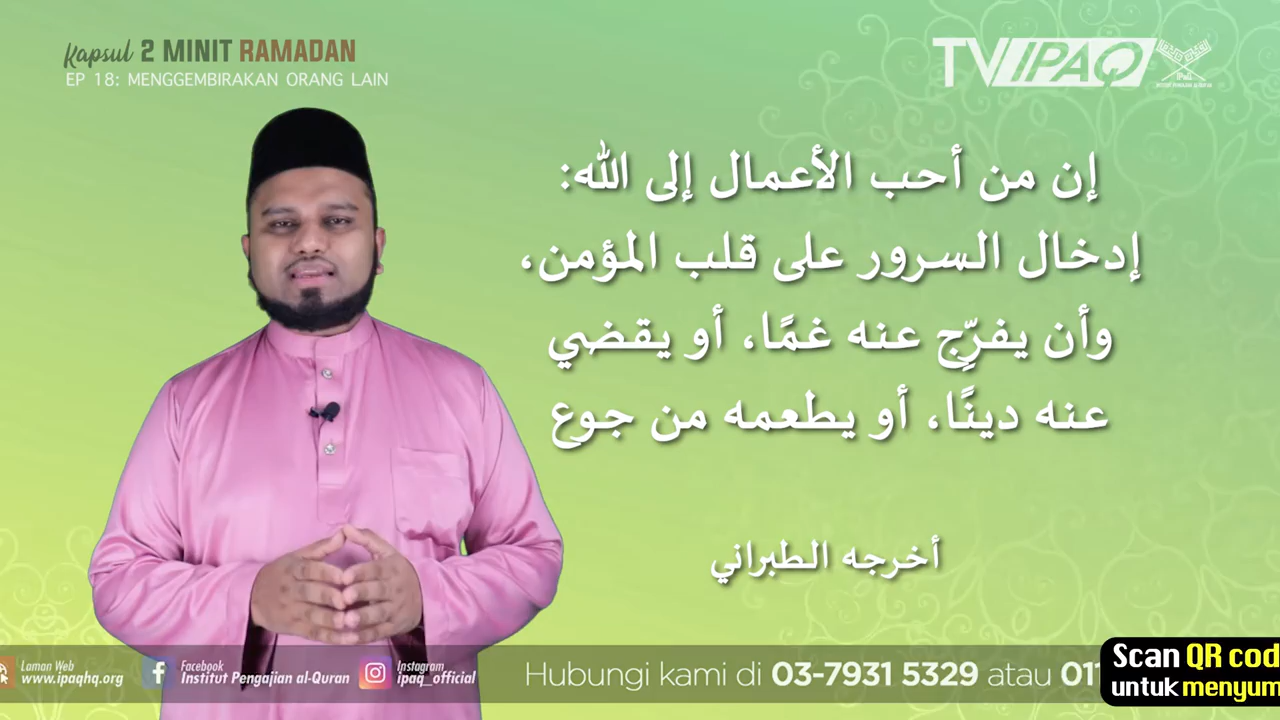 Kapsul 2 MINIT RAMADAN
EP 18: MENGGEMBIRAKAN ORANG LAIN
TV IPAQ
إن من أحب الأعمال إلى الله:
إدخال السرور على قلب المؤمن،
وأن يفرِّج عنه غمًا، أو يقضي
عنه دينًا، أو يطعمه من جوع
أخرجه الطبراني
Laman Web
www.ipaqhq.org
Facebook
Institut Pengajian al-Quran
Instagram
ipaq_official
Hubungi kami di 03-7931 5329 atau 011
Scan QR cod
untuk menyum